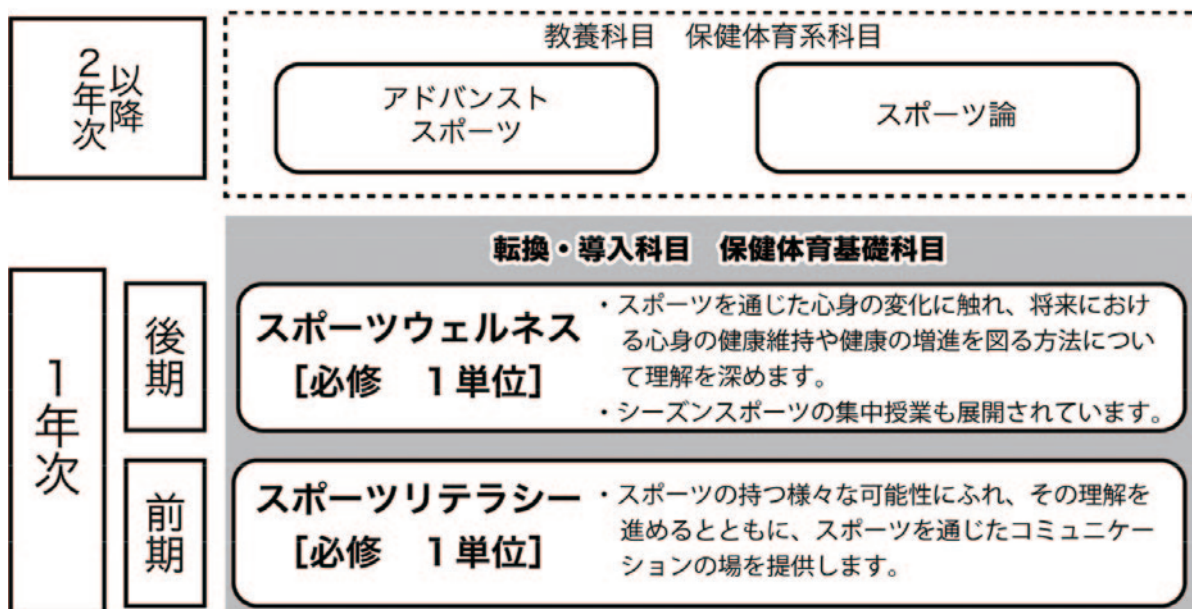 2年次
以降
教養科目　保健体育系科目
アドバンスト
スポーツ
スポーツ論
転換・導入科目　保健体育基礎科目
1年次
後期
スポーツウェルネス
［必修　1単位］
・スポーツを通じた心身の変化に触れ、将来におけ
る心身の健康維持や健康の増進を図る方法につい
て理解を深めます。
・シーズンスポーツの集中授業も展開されています。
前期
スポーツリテラシー
［必修　1単位］
・スポーツの持つ様々な可能性にふれ、その理解を
進めるとともに、スポーツを通じたコミュニケー
ションの場を提供します。